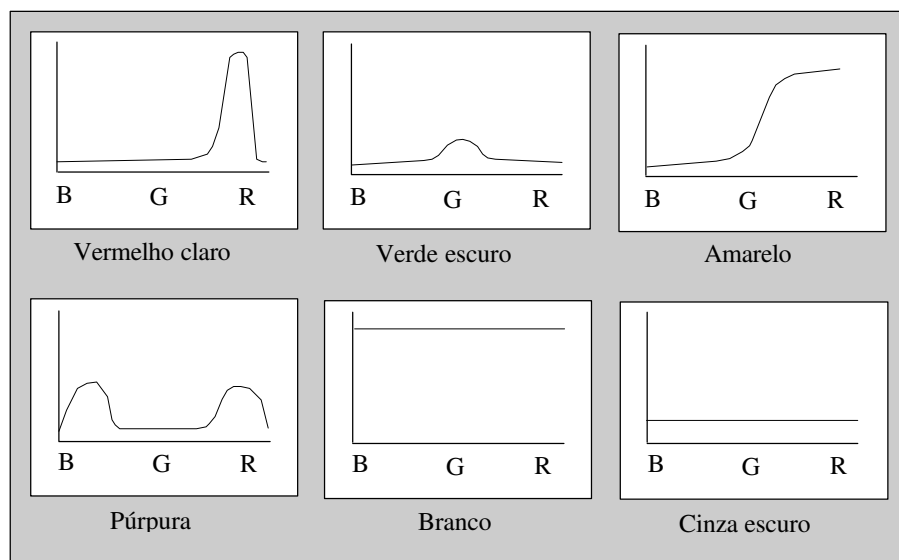 B G R
B G R
B G R
Vermelho claro
Verde escuro
Amarelo
B G R
B G R
B G R
Púrpura
Branco
Cinza escuro